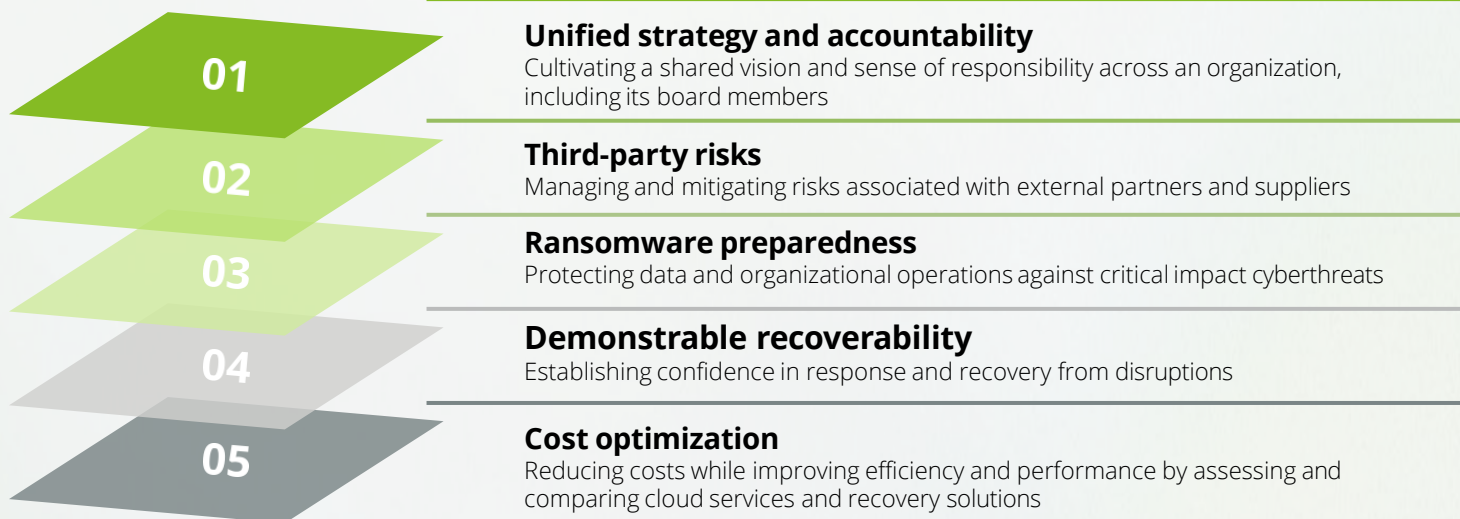 01
Unified strategy and accountability
Cultivating a shared vision and sense of responsibility across an organization,
including its board members
02
Third-party risks
Managing and mitigating risks associated with external partners and suppliers
03
Ransomware preparedness
Protecting data and organizational operations against critical impact cyberthreats
04
Demonstrable recoverability
Establishing confidence in response and recovery from disruptions
05
Cost optimization
Reducing costs while improving efficiency and performance by assessing and
comparing cloud services and recovery solutions